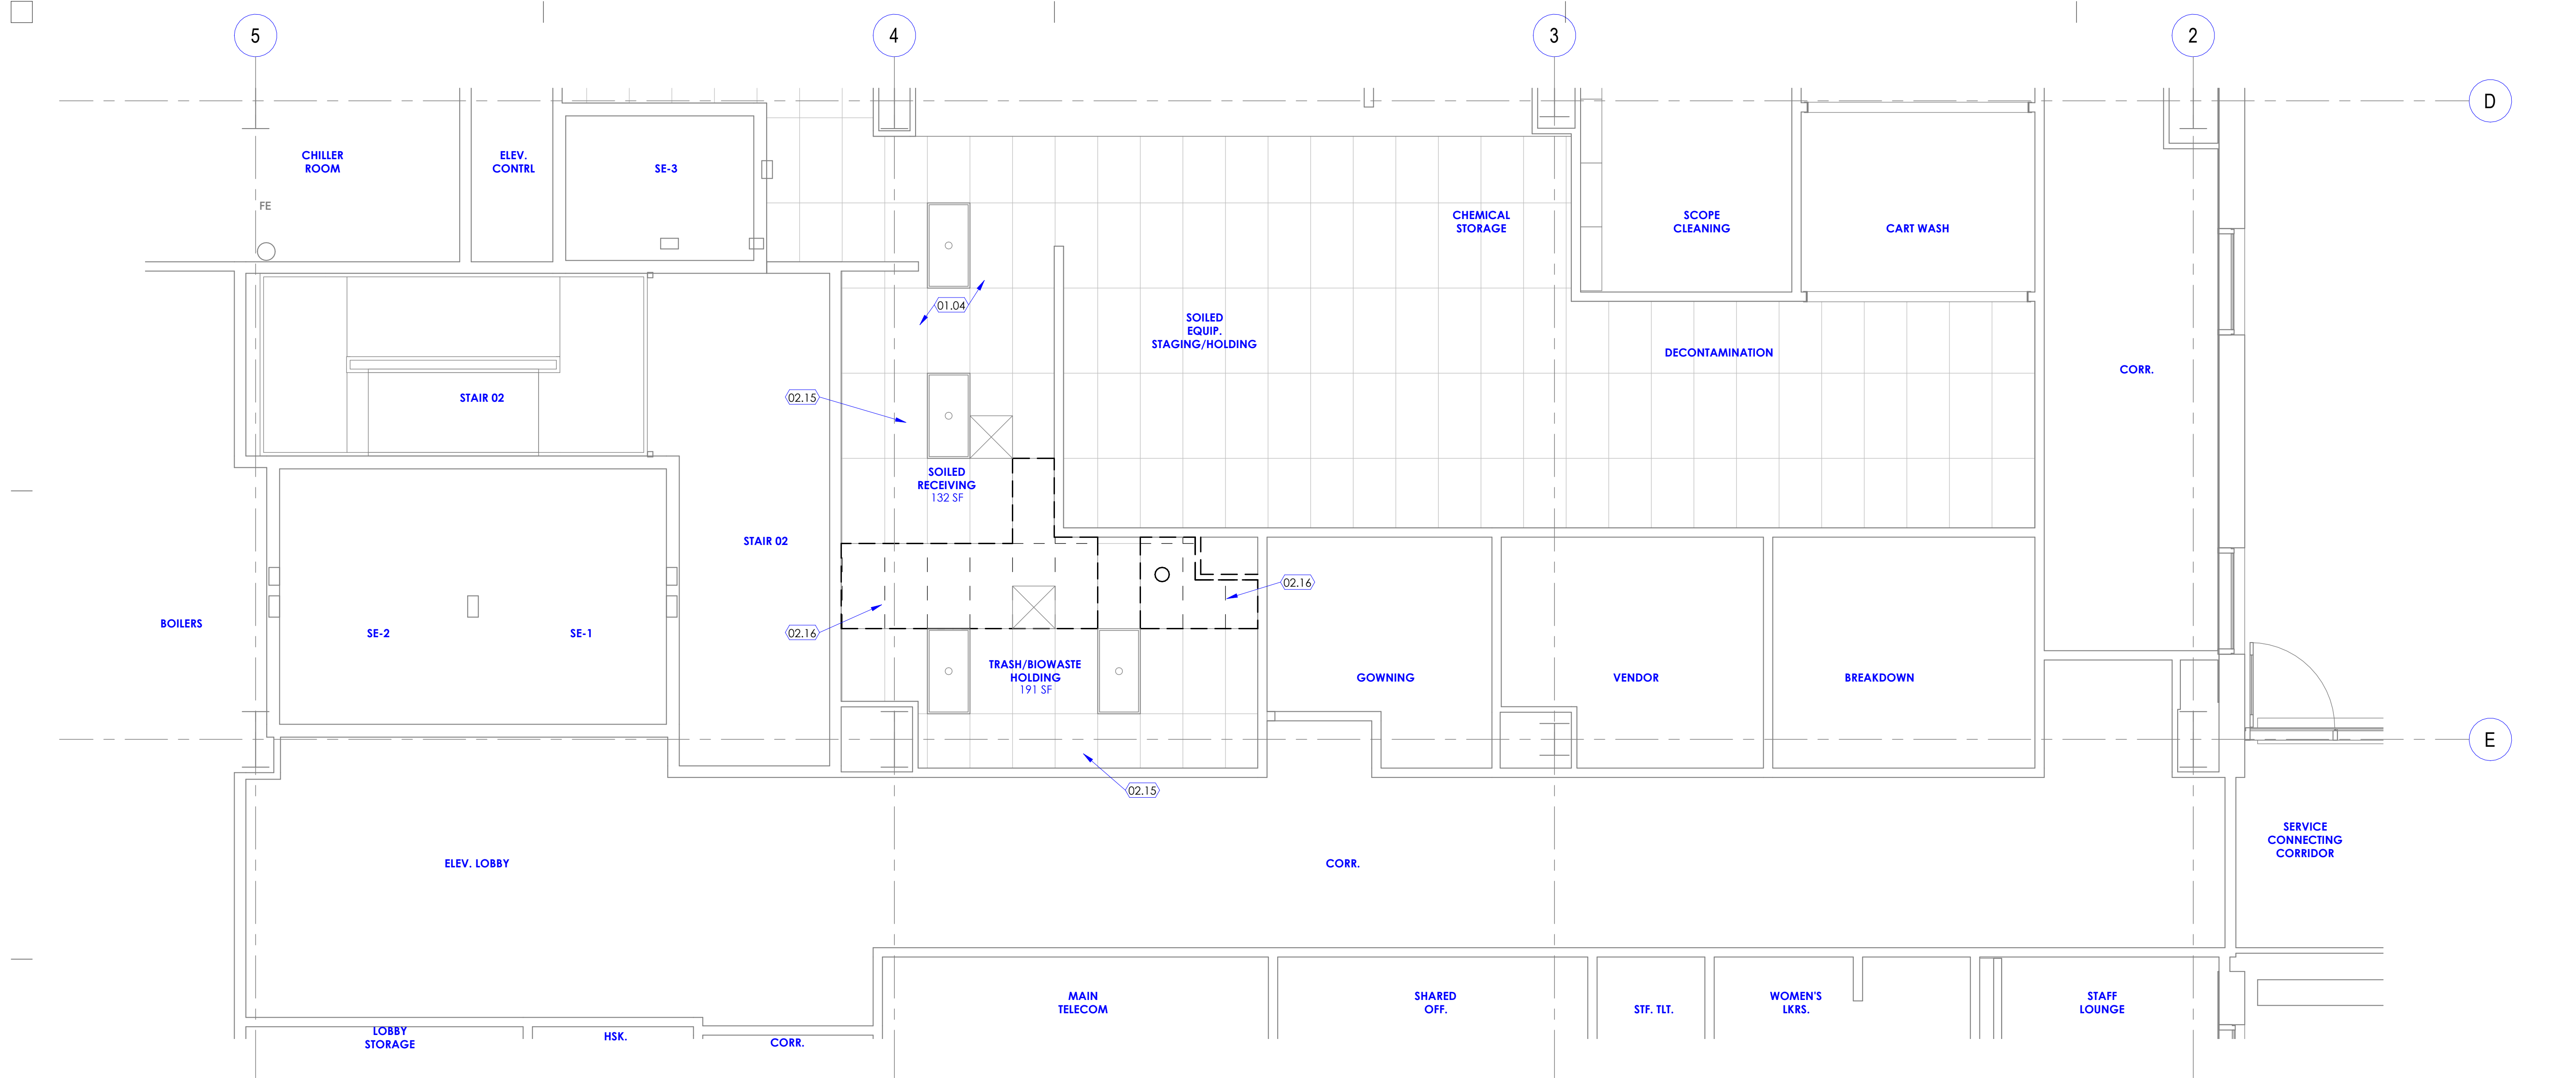 5
4
3
2
D
CHILLER
ROOM
ELEV.
CONTRL
SE-3
FE
CHEMICAL
STORAGE
SCOPE
CLEANING
CART WASH
01.04
SOILED
EQUIP.
STAGING/HOLDING
DECONTAMINATION
CORR.
STAIR 02
02.15
SOILED
RECEIVING
132 SF
STAIR 02
02.16
BOILERS
SE-2
SE-1
02.16
TRASH/BIOWASTE
HOLDING
191 SF
GOWNING
VENDOR
BREAKDOWN
E
02.15
ELEV. LOBBY
CORR.
SERVICE
CONNECTING
CORRIDOR
MAIN
TELECOM
SHARED
OFF.
STF. TLT.
WOMEN'S
LKRS.
STAFF
LOUNGE
LOBBY
STORAGE
HSK.
CORR.